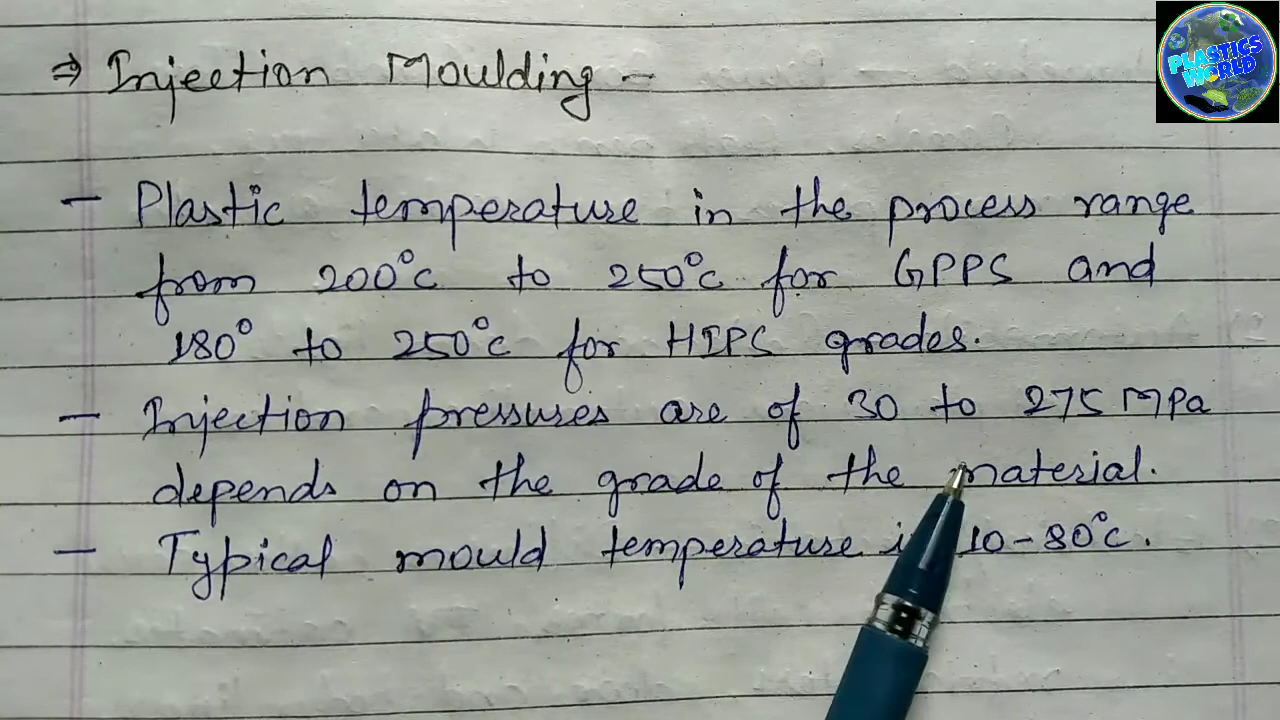 PLASTICS
WORLD
⇒ Injection Moulding -
- Plastic temperature in the process range
from 200°c to 250°c for GPPS and
180° to 250°c for HIPS grades.
- Injection pressures are of 30 to 275 MPa
depends on the grade of the material.
- Typical mould temperature 10-80°c.